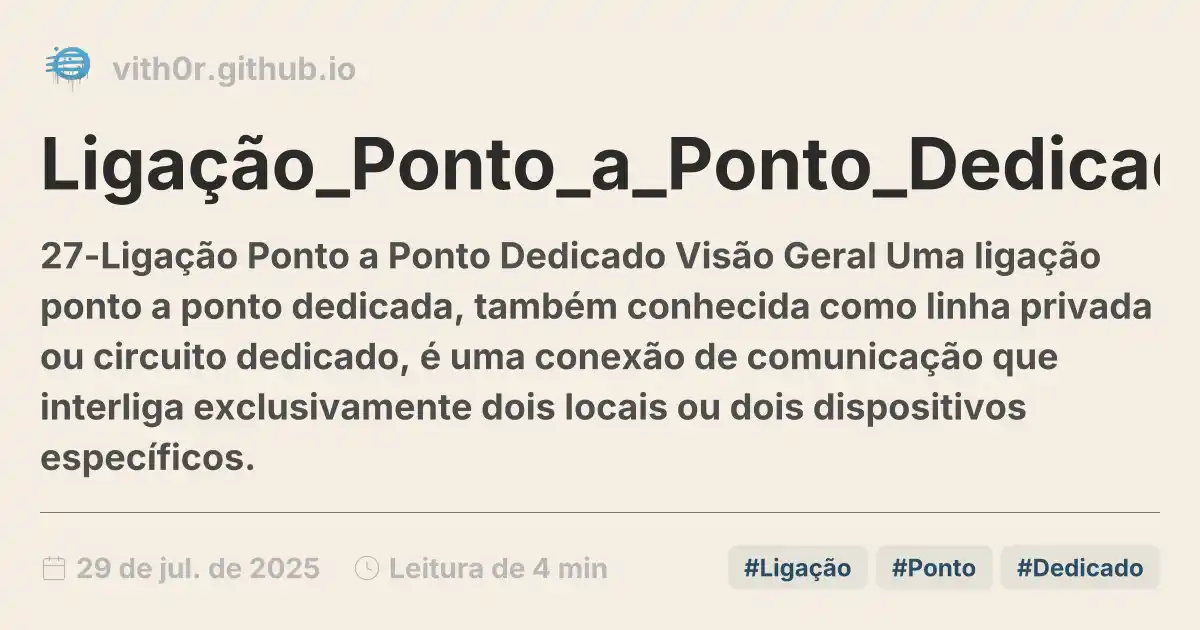 vith0r.github.io
Ligação_Ponto_a_Ponto_Dedica
27-Ligação Ponto a Ponto Dedicado Visão Geral Uma ligação
ponto a ponto dedicada, também conhecida como linha privada
ou circuito dedicado, é uma conexão de comunicação que
interliga exclusivamente dois locais ou dois dispositivos
específicos.
29 de jul. de 2025 Leitura de 4 min #Ligação #Ponto #Dedicado